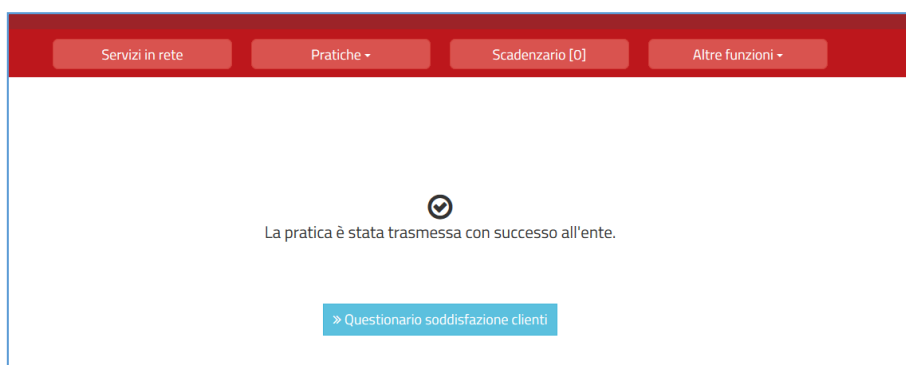 Servizi in rete
Pratiche
Scadenzario [0]
Altre funzioni
La pratica è stata trasmessa con successo all'ente.
» Questionario soddisfazione clienti